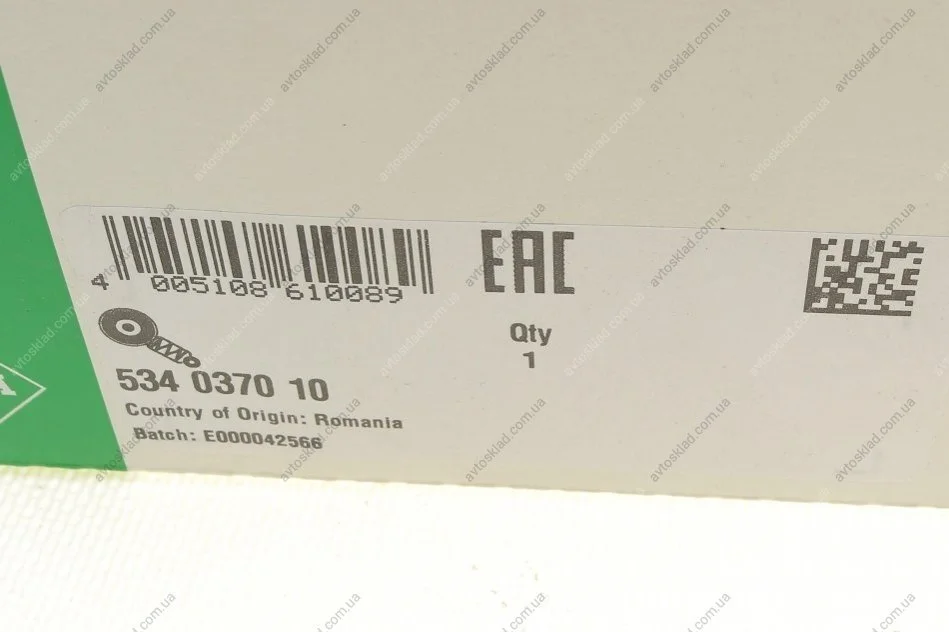 EAC
4 005108 610089
Qty
1
534 0370 10
Country of Origin: Romania
Batch: E000042566
avtosklad.com.ua